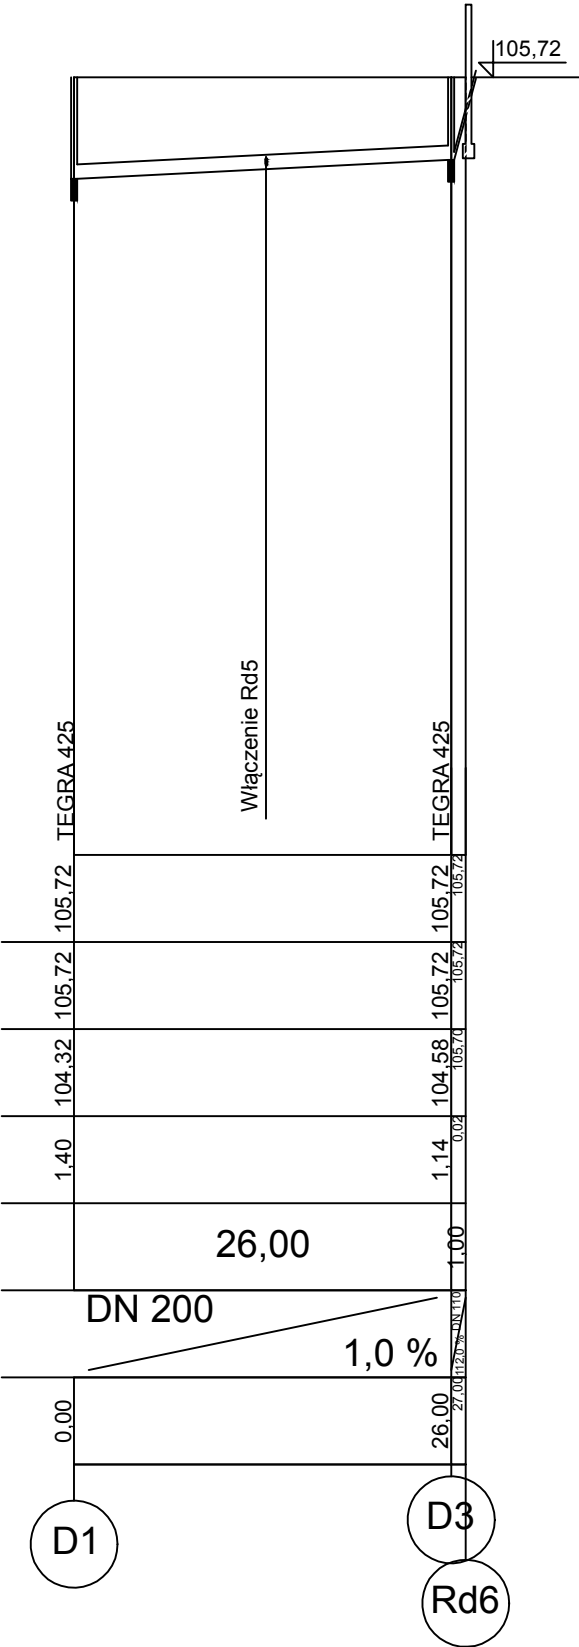 105,72
Włączenie Rd5
TEGRA 425
TEGRA 425
105,72
105,72
105,72
105,72
105,72
105,72
104,32
104,58
105,70
1,40
1,14
0,02
26,00
1,00
DN 200
1,0 %
DN 110
112,0 %
0,00
26,00
27,00
D1
D3
Rd6